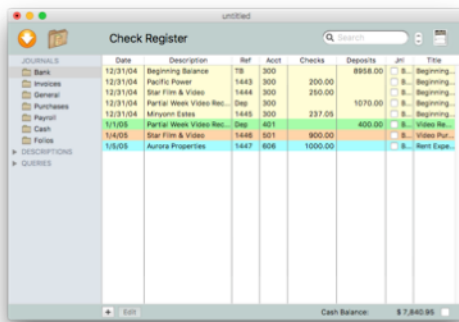 untitled
Check Register
Search
JOURNALS
Bank
Invoices
General
Purchases
Payroll
Cash
Folios
DESCRIPTIONS
QUERIES
Date Description Ref Acct Checks Deposits Jrl Title
12/31/04 Beginning Balance TB 300 8958.00 B... Beginning...
12/31/04 Pacific Power 1443 300 200.00 B... Beginning...
12/31/04 Star Film & Video 1444 300 250.00 B... Beginning...
12/31/04 Partial Week Video Rec... Dep 300 1070.00 B... Beginning...
12/31/04 Minyonn Estes 1445 300 237.05 B... Beginning...
1/1/05 Partial Week Video Rec... Dep 401 400.00 B... Video Re...
1/4/05 Star Film & Video 1446 501 900.00 B... Video Pur...
1/5/05 Aurora Properties 1447 606 1000.00 B... Rent Expe...
+ Edit Cash Balance: $ 7,840.95